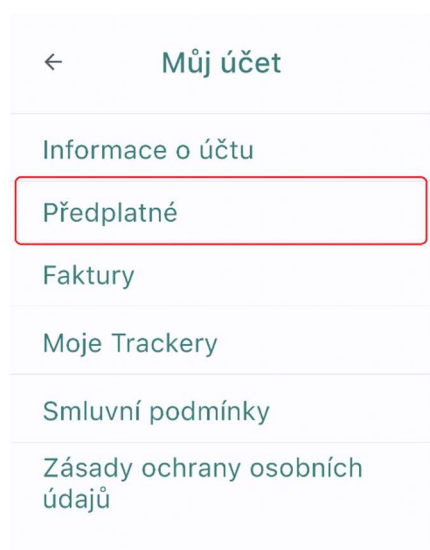 Můj účet
Informace o účtu
Předplatné
Faktury
Moje Trackery
Smluvní podmínky
Zásady ochrany osobních
údajů